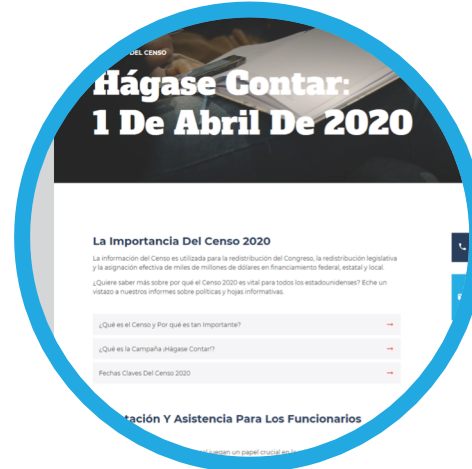 DEL CENSO
Hágase Contar:
1 De Abril De 2020
La Importancia Del Censo 2020
La información del Censo es utilizada para la redistribución del Congreso, la redistribución legislativa
y la asignación efectiva de miles de millones de dólares en financiamiento federal, estatal y local.
¿Quiere saber más sobre por qué el Censo 2020 es vital para todos los estadounidenses? Eche un
vistazo a nuestros informes sobre políticas y hojas informativas.
¿Qué es el Censo y Por qué es tan Importante?
¿Qué es la Campaña ¡Hágase Contar!?
Fechas Claves Del Censo 2020
tación Y Asistencia Para Los Funcionarios
juegan un papel crucial en